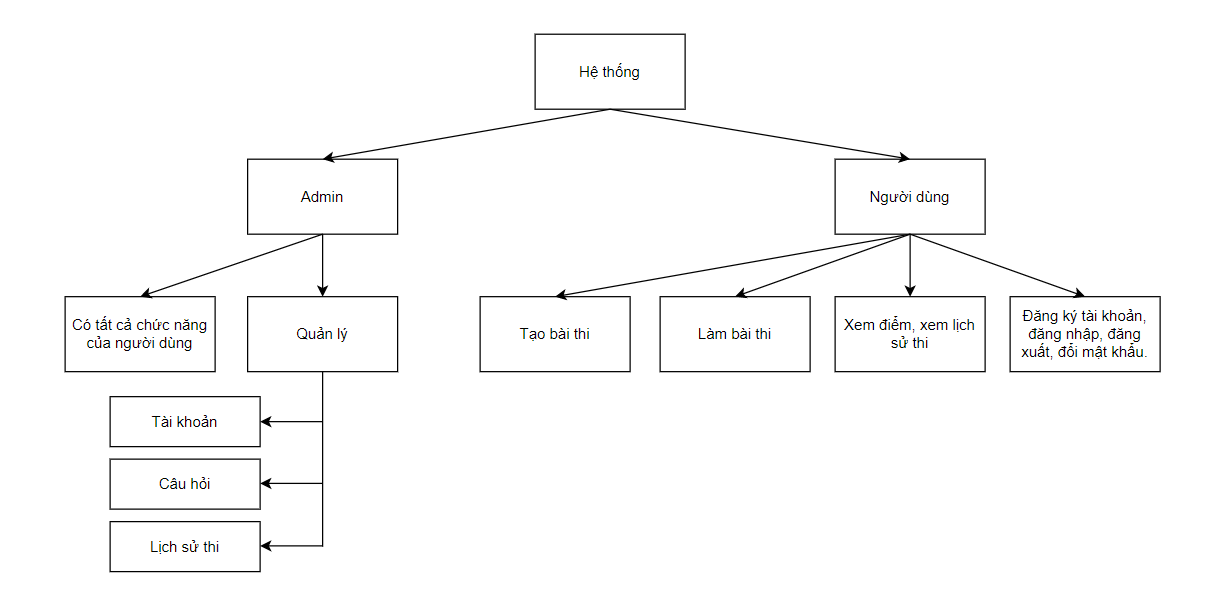 Hệ thống
Admin
Người dùng
Có tất cả chức năng
của người dùng
Quản lý
Tạo bài thi
Làm bài thi
Xem điểm, xem lịch
sử thi
Đăng ký tài khoản,
đăng nhập, đăng
xuất, đổi mật khẩu.
Tài khoản
Câu hỏi
Lịch sử thi